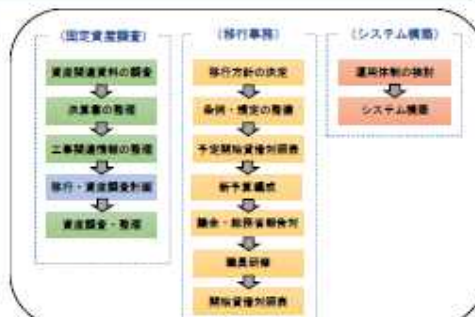 （固定資産調査）
資産関連資料の調査
決算書の整理
工事関連情報の整理
移行・資産調査計画
資産調査・整理
（移行事務）
移行方針の決定
条例・規定の整備
予定開始貸借対照表
新予算編成
議会・総務省報告対
職員研修
開始貸借対照表
（システム構築）
運用体制の検討
システム構築